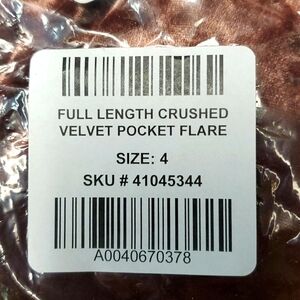 FULL LENGTH CRUSHED
VELVET POCKET FLARE
SIZE: 4
SKU # 41045344
A0040670378